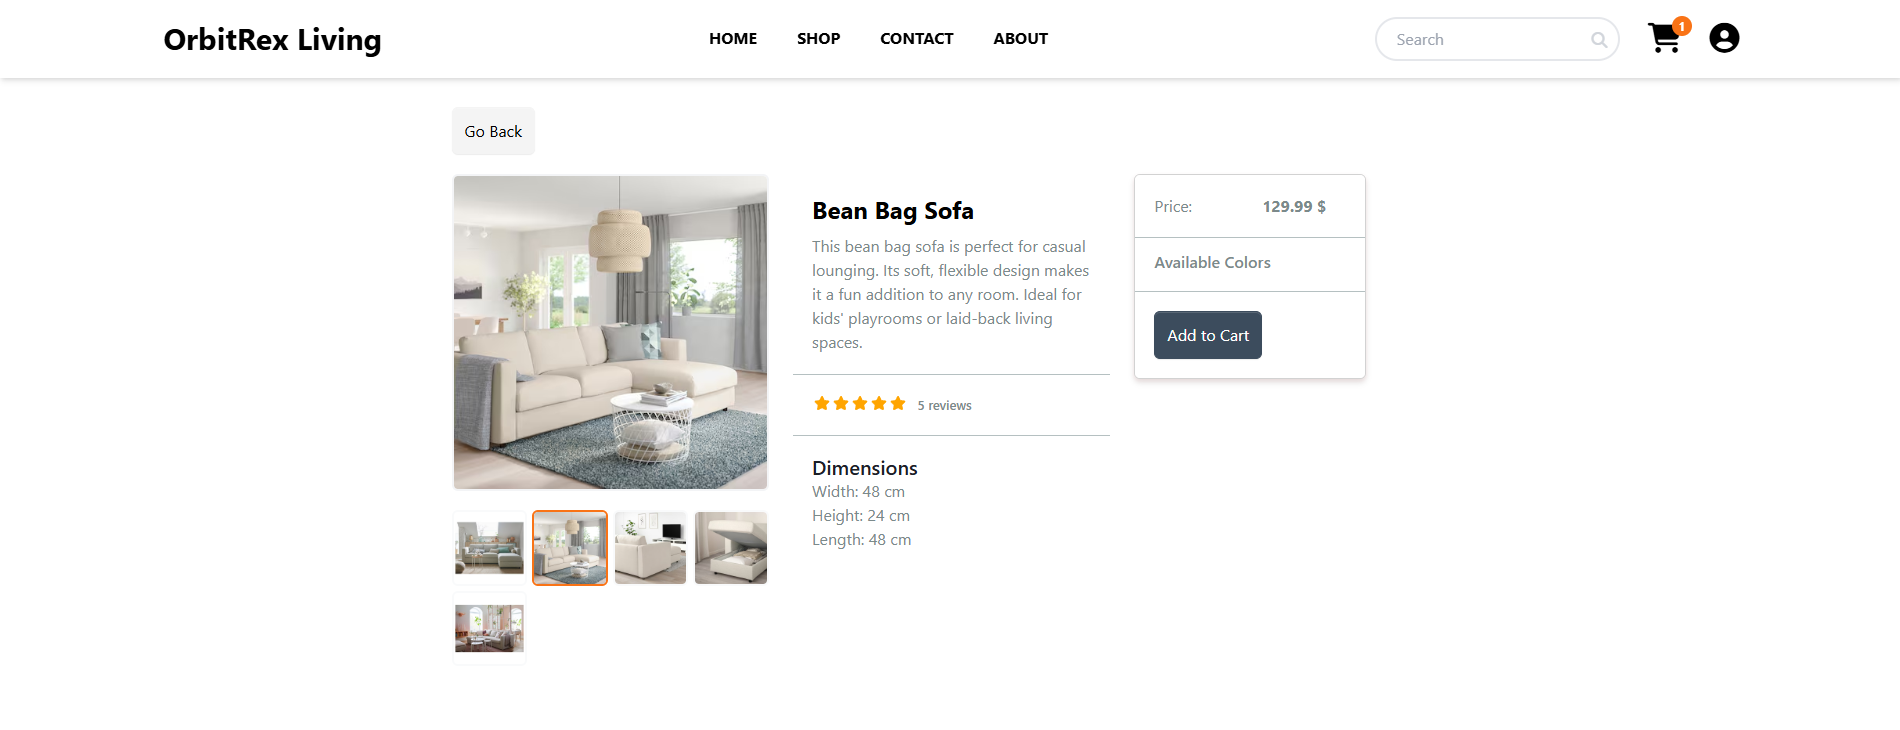 OrbitRex Living
HOME
SHOP
CONTACT
ABOUT
Search
1
Go Back
Bean Bag Sofa
This bean bag sofa is perfect for casual
lounging. Its soft, flexible design makes
it a fun addition to any room. Ideal for
kids' playrooms or laid-back living
spaces.
5 reviews
Dimensions
Width: 48 cm
Height: 24 cm
Length: 48 cm
Price: 129.99 $
Available Colors
Add to Cart